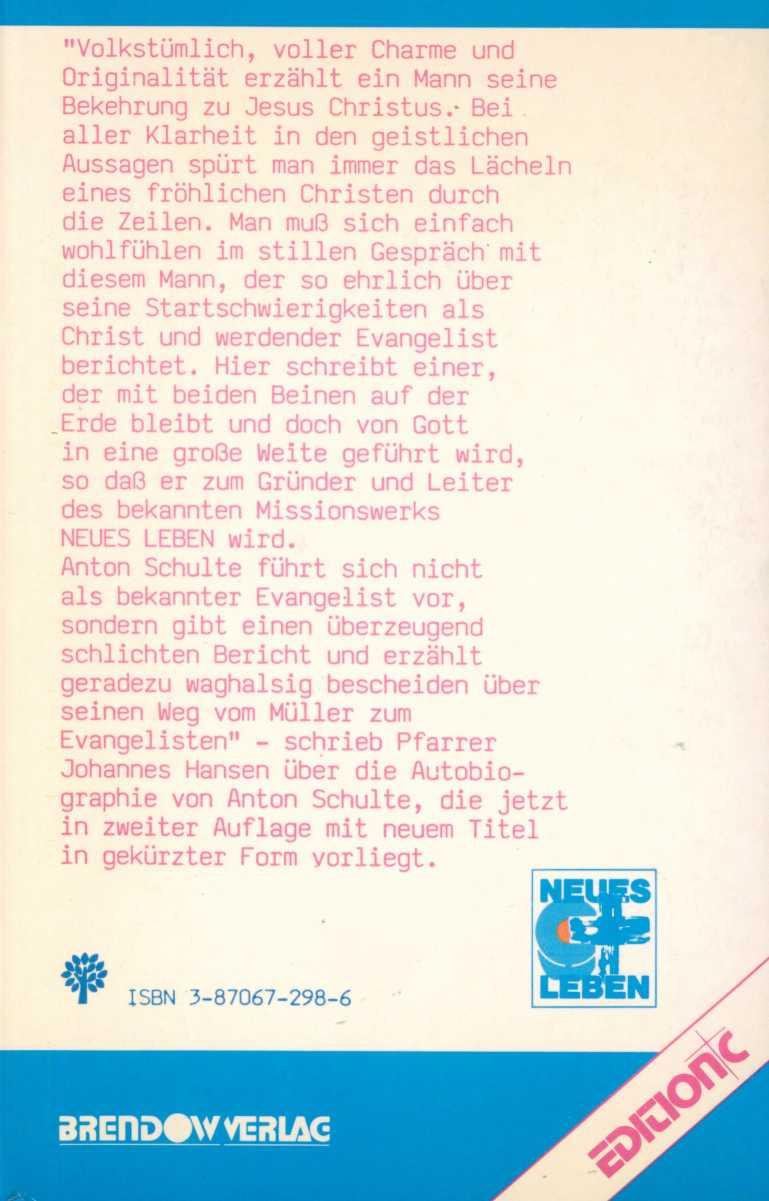 "Volkstümlich, voller Charme und
Originalität erzählt ein Mann seine
Bekehrung zu Jesus Christus. Bei
aller Klarheit in den geistlichen
Aussagen spürt man immer das Lächeln
eines fröhlichen Christen durch
die Zeilen. Man muß sich einfach
wohlfühlen im stillen Gespräch mit
diesem Mann, der so ehrlich über
seine Startschwierigkeiten als
Christ und werdender Evangelist
berichtet. Hier schreibt einer,
der mit beiden Beinen auf der
Erde bleibt und doch von Gott
in eine große Weite geführt wird,
so daß er zum Gründer und Leiter
des bekannten Missionswerks
NEUES LEBEN wird.
Anton Schulte führt sich nicht
als bekannter Evangelist vor,
sondern gibt einen überzeugend
schlichten Bericht und erzählt
geradezu waghalsig bescheiden über
seinen Weg vom Müller zum
Evangelisten" - schrieb Pfarrer
Johannes Hansen über die Autobio-
graphie von Anton Schulte, die jetzt
in zweiter Auflage mit neuem Titel
in gekürzter Form vorliegt.
NEUES
LEBEN
ISBN 3-87067-298-6
BRENDOW VERLAG
EDITION C